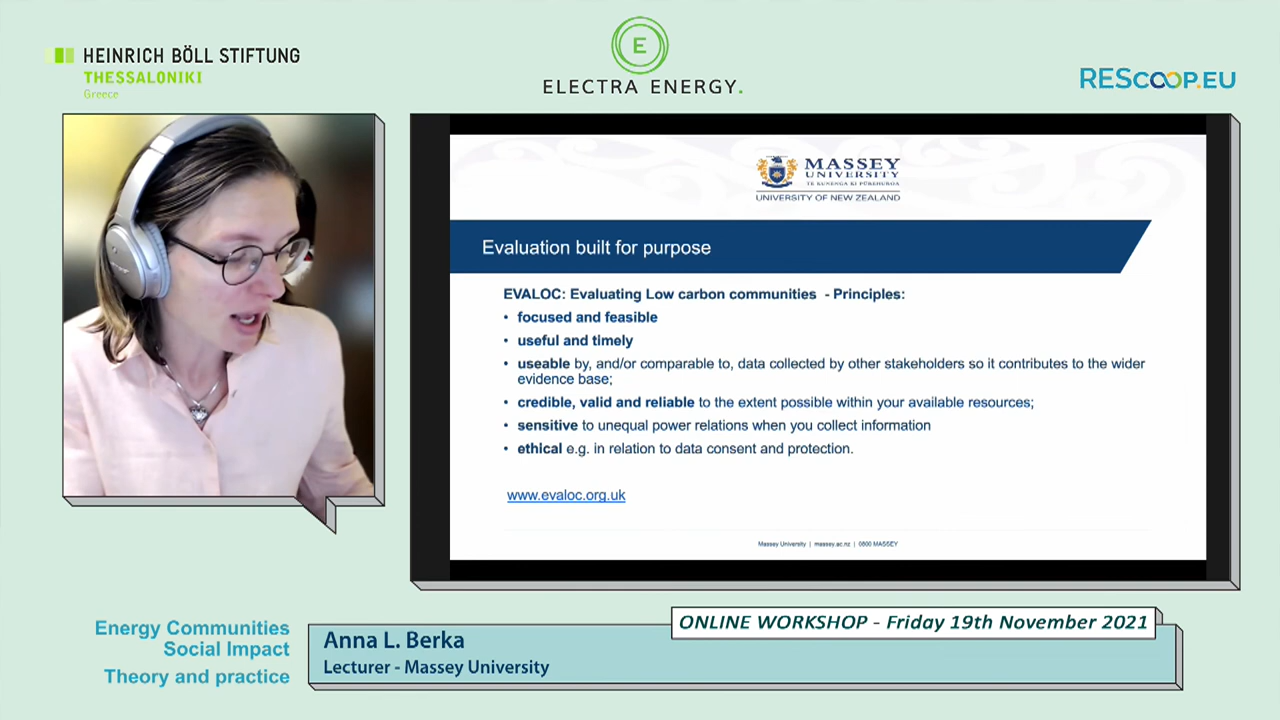 HEINRICH BÖLL STIFTUNG
THESSALONIKI
Greece
E
ELECTRA ENERGY.
REScoop.EU
MASSEY
UNIVERSITY
TE KUNENGA KI PŪREHUROA
UNIVERSITY OF NEW ZEALAND
Evaluation built for purpose
EVALOC: Evaluating Low carbon communities - Principles:
• focused and feasible
• useful and timely
• useable by, and/or comparable to, data collected by other stakeholders so it contributes to the wider
evidence base;
• credible, valid and reliable to the extent possible within your available resources;
• sensitive to unequal power relations when you collect information
• ethical e.g. in relation to data consent and protection.
www.evaloc.org.uk
Massey University | massey.ac.nz | 0800 MASSEY
ONLINE WORKSHOP - Friday 19th November 2021
Energy Communities
Social Impact
Theory and practice
Anna L. Berka
Lecturer - Massey University